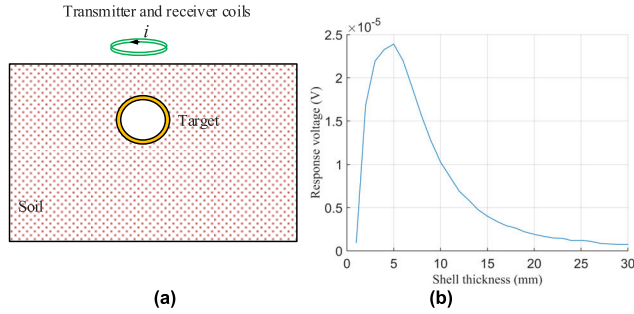 Transmitter and receiver coils
i
Target
Soil
(a)
2.5 ×10⁻⁵
2
1.5
1
0.5
0
Response voltage (V)
0 5 10 15 20 25 30
Shell thickness (mm)
(b)